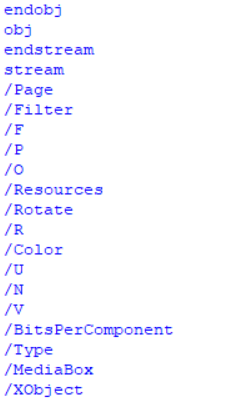 endobj
obj
endstream
stream
/Page
/Filter
/F
/P
/O
/Resources
/Rotate
/R
/Color
/U
/N
/V
/BitsPerComponent
/Type
/MediaBox
/XObject